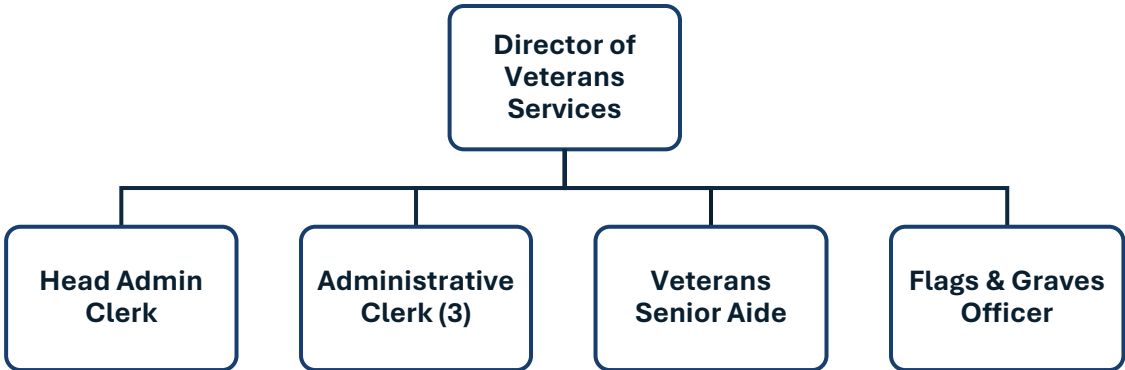 Director of
Veterans
Services
Head Admin
Clerk
Administrative
Clerk (3)
Veterans
Senior Aide
Flags & Graves
Officer